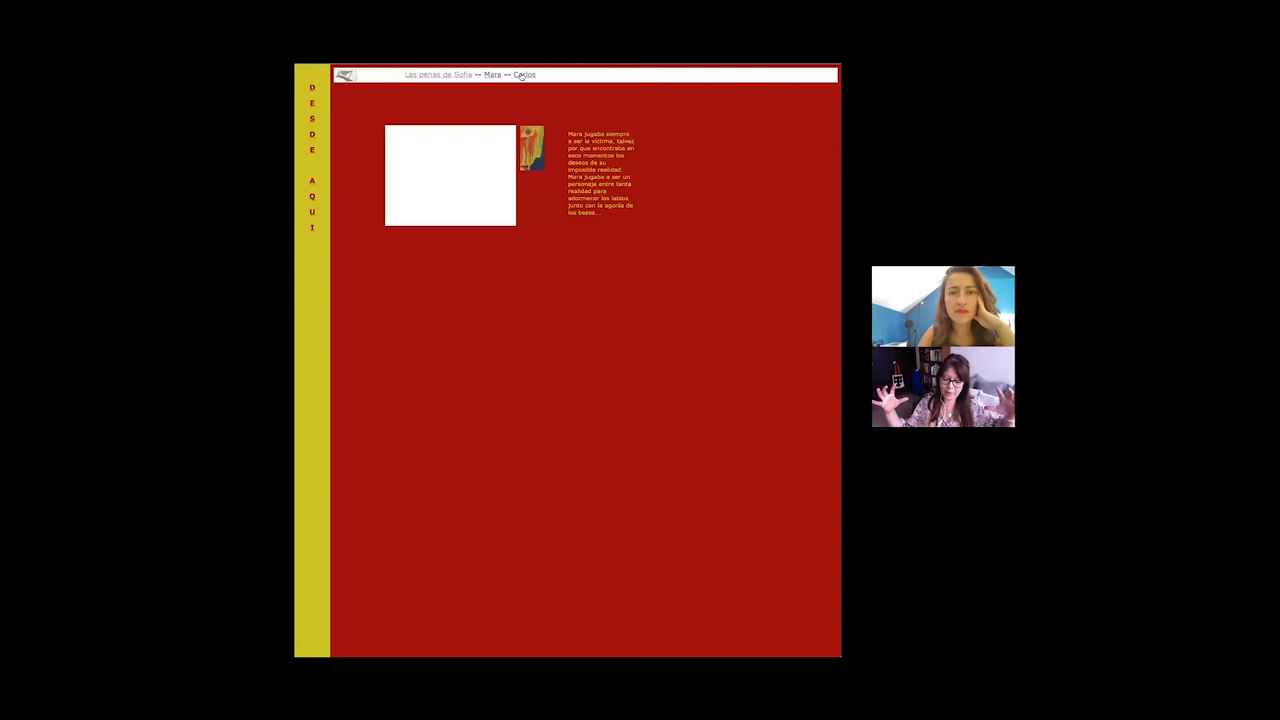 Las penas de Sofia -- Mara -- Carlos
D
E
S
D
E
A
Q
U
I
Mara jugaba siempre
a ser la víctima, talvez
por que encontraba en
esos momentos los
deseos de su
imposible realidad.
Mara jugaba a ser un
personaje entre tanta
realidad para
adormecer los labios
junto con la agonía de
los besos...